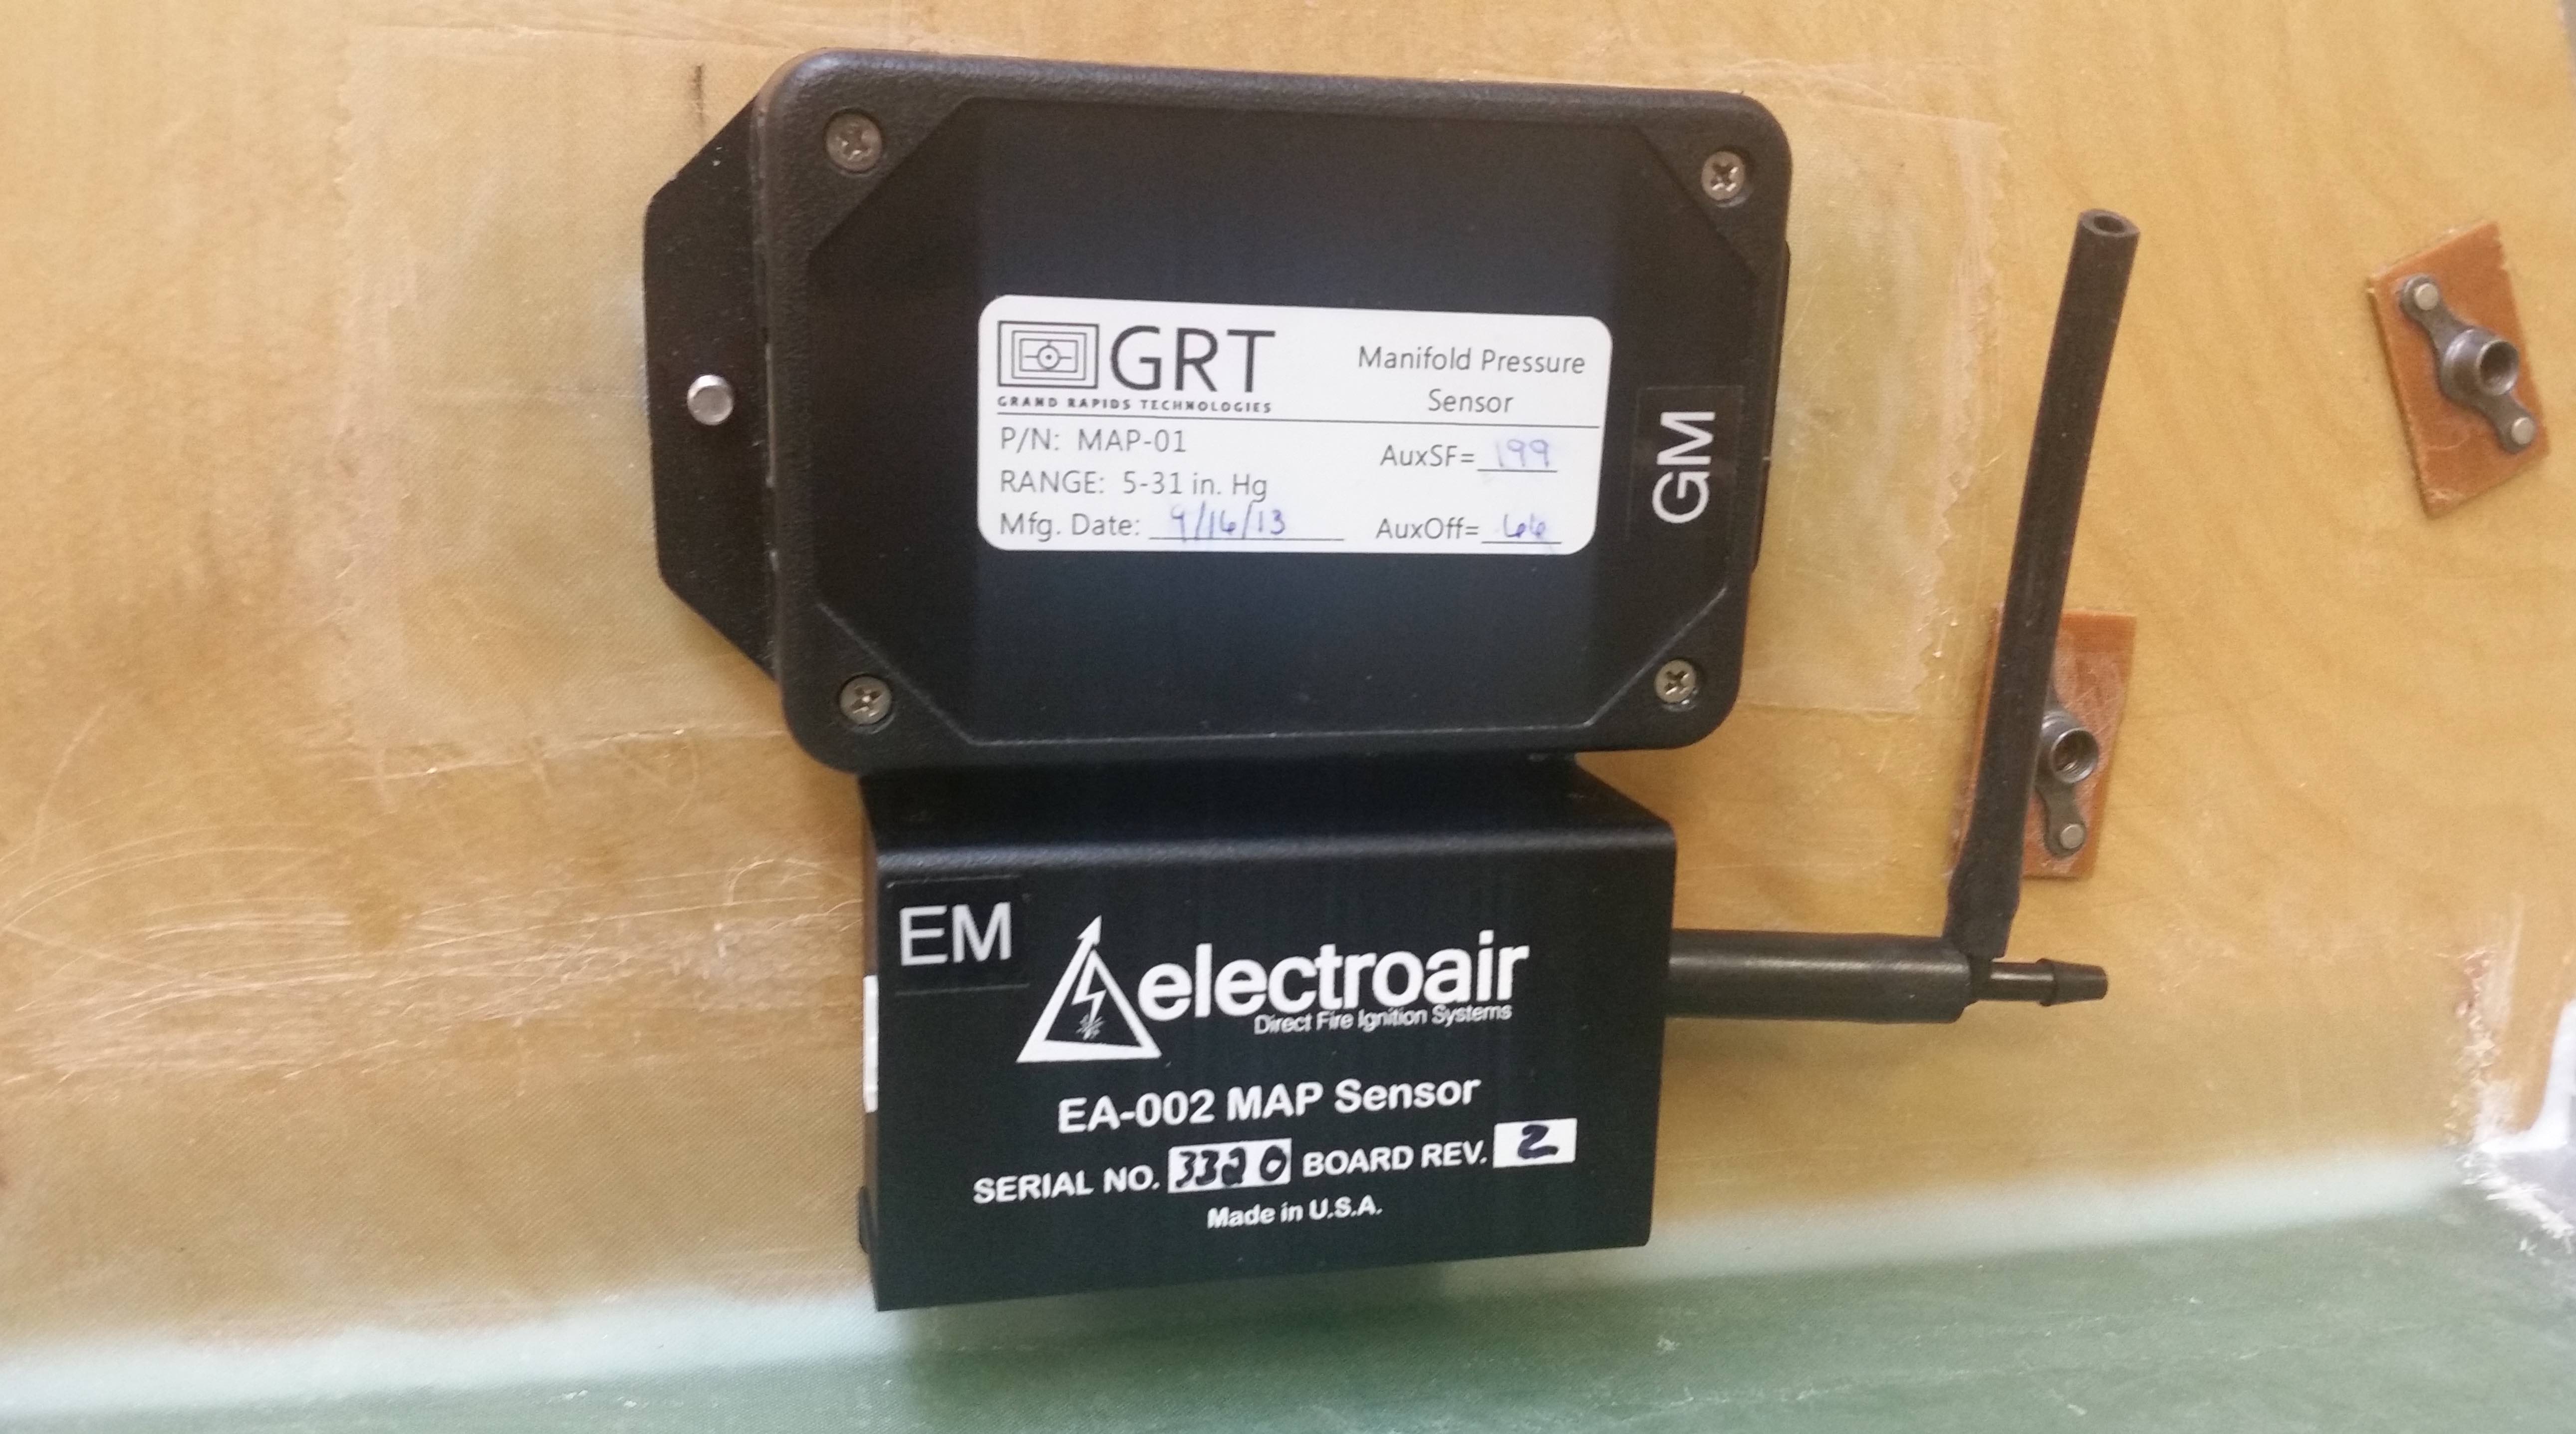 GRT
GRAND RAPIDS TECHNOLOGIES
Manifold Pressure
Sensor
P/N: MAP-01
RANGE: 5-31 in. Hg
Mfg. Date: 9/16/13
AuxSF= 199
AuxOff= 66
GM
EM
electroair
Direct Fire Ignition Systems
EA-002 MAP Sensor
SERIAL NO. 3320 BOARD REV. 2
Made in U.S.A.